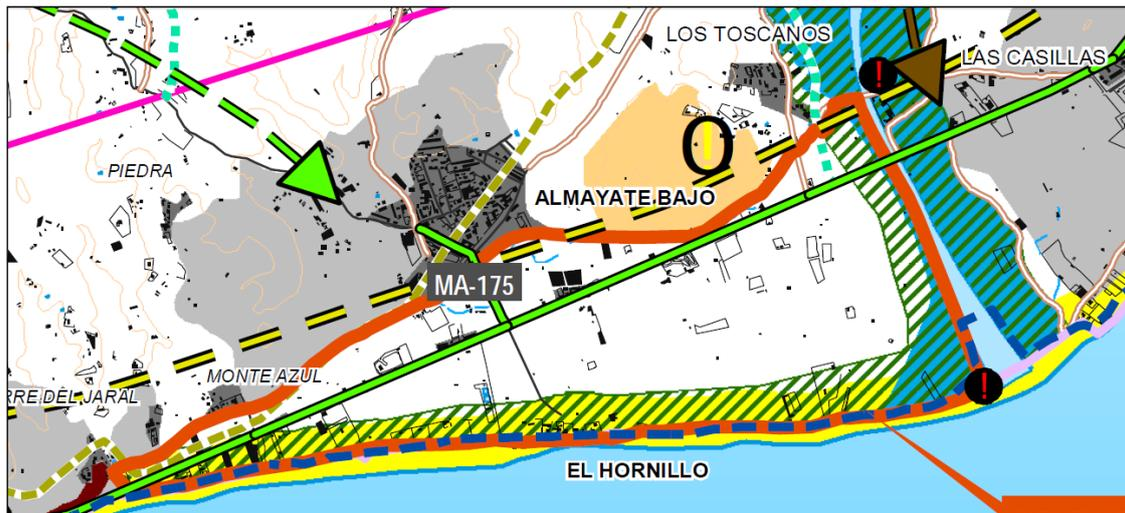 LOS TOSCANOS
LAS CASILLAS
!
PIEDRA
ALMAYATE BAJO
MA-175
MONTE AZUL
RRE DEL JARAL
!
EL HORNILLO